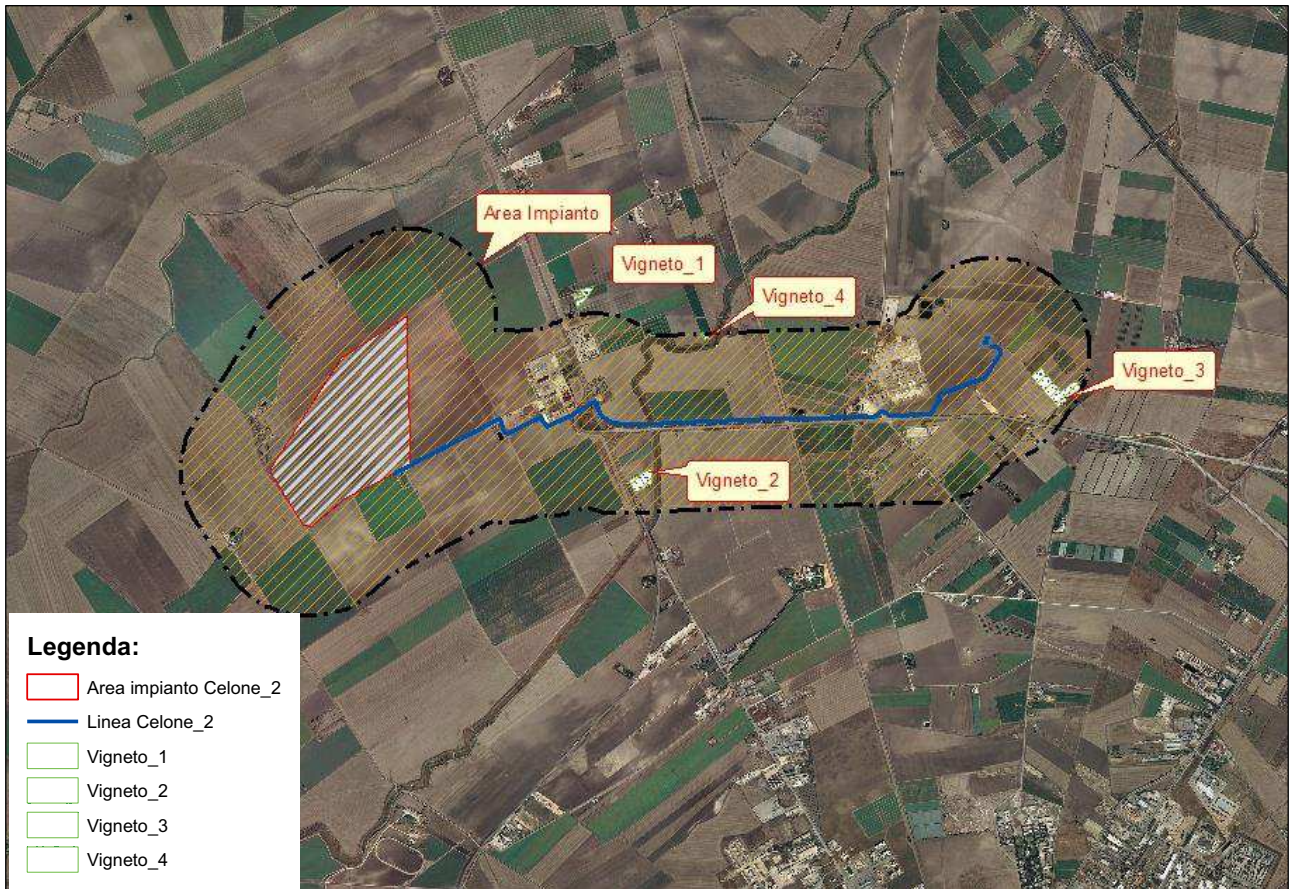 Area Impianto
Vigneto_1
Vigneto_4
Vigneto_3
Vigneto_2
Legenda:
Area impianto Celone_2
Linea Celone_2
Vigneto_1
Vigneto_2
Vigneto_3
Vigneto_4